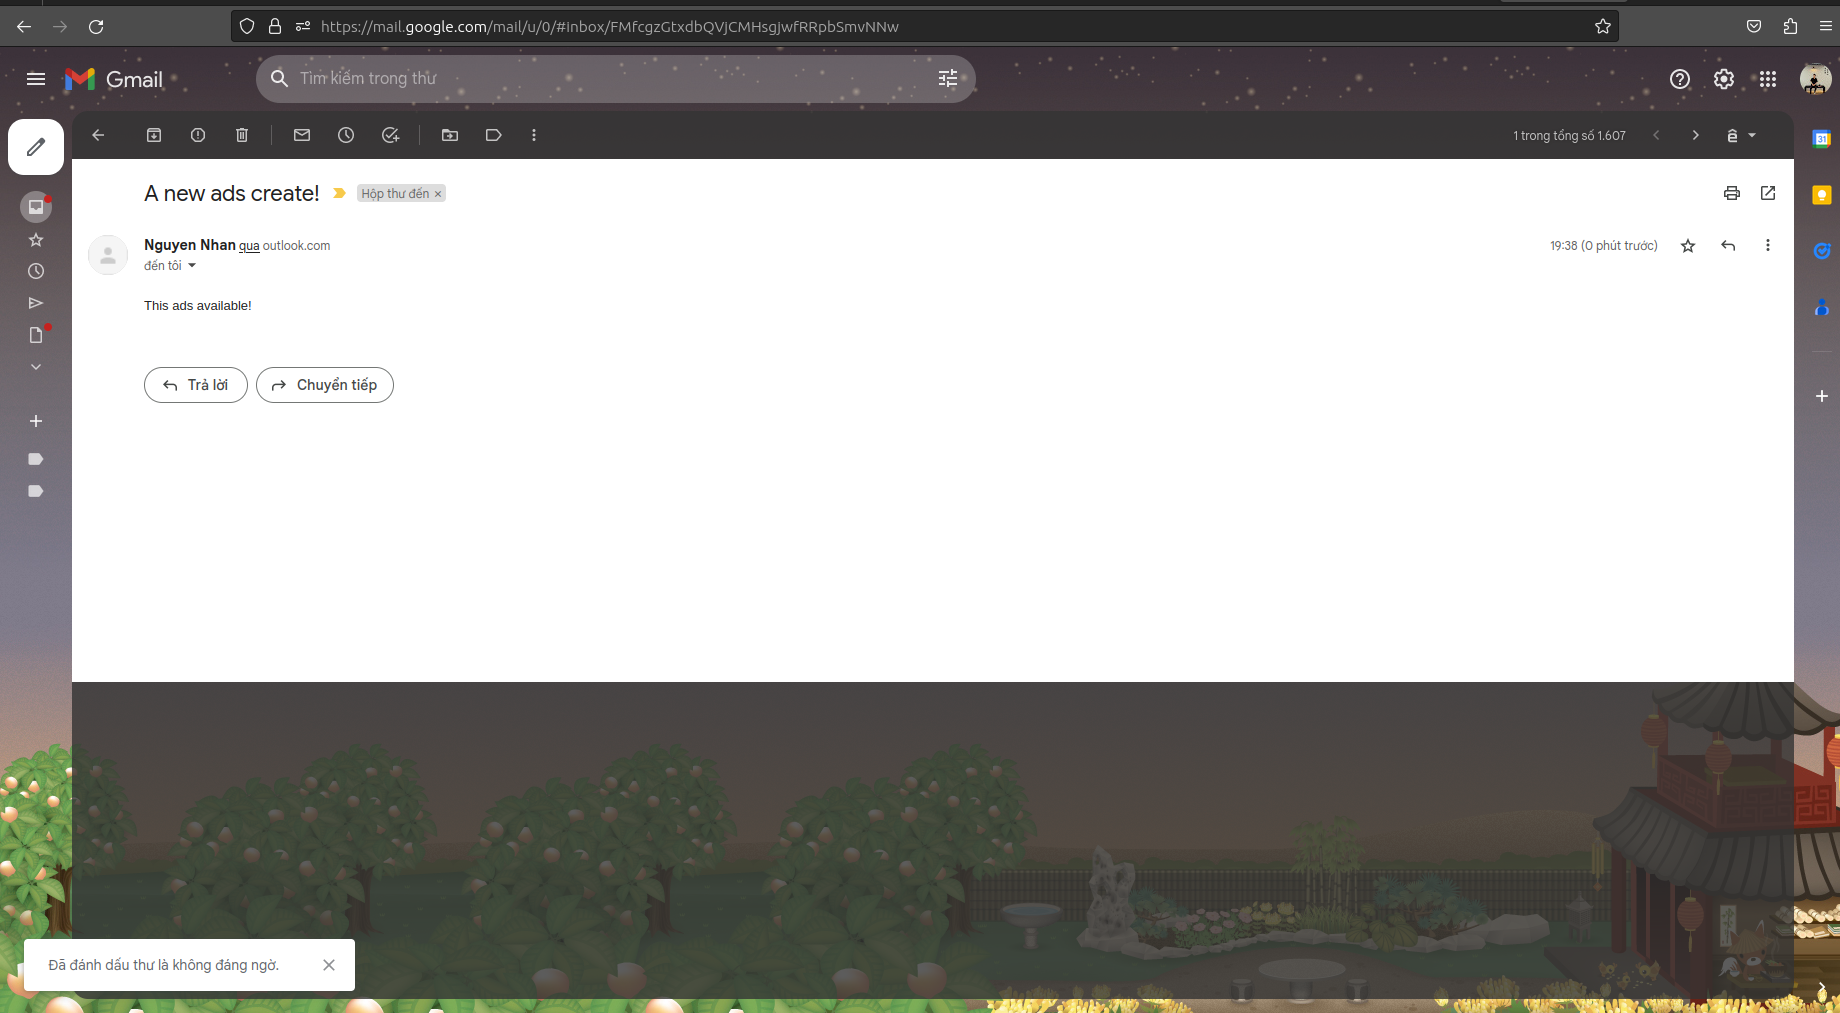 https://mail.google.com/mail/u/0/#inbox/FMfcgzGtxdbQVjCMHsgjwfRRpbSmvNNw
Gmail
Tìm kiếm trong thư
1 trong tổng số 1.607
A new ads create!
Hộp thư đến ×
Nguyen Nhan qua outlook.com
19:38 (0 phút trước)
đến tôi
This ads available!
Trả lời
Chuyển tiếp
31
Đã đánh dấu thư là không đáng ngờ.